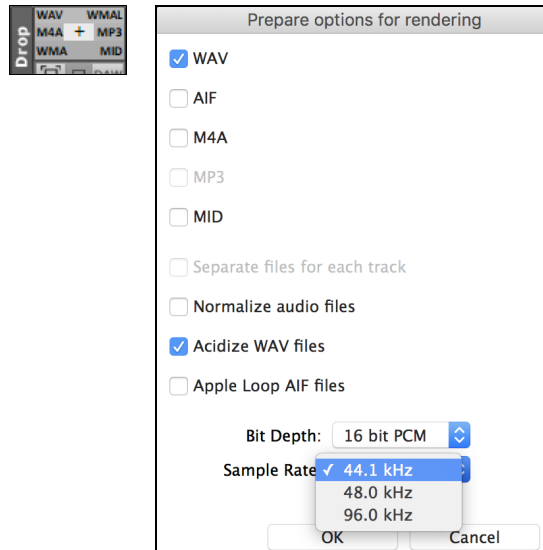 Drop
WAV WMAL
M4A + MP3
WMA MID
DAW
Prepare options for rendering
WAV
AIF
M4A
MP3
MID
Separate files for each track
Normalize audio files
Acidize WAV files
Apple Loop AIF files
Bit Depth: 16 bit PCM
Sample Rate ✓ 44.1 kHz
48.0 kHz
96.0 kHz
OK Cancel